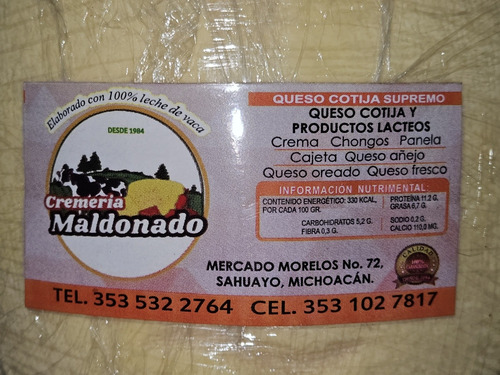 Elaborado con 100% leche de vaca
DESDE 1984
Cremería
Maldonado
QUESO COTIJA SUPREMO
QUESO COTIJA Y
PRODUCTOS LACTEOS
Crema Chongos Panela
Cajeta Queso añejo
Queso oreado Queso fresco
INFORMACIÓN NUTRIMENTAL:
CONTENIDO ENERGÉTICO: 330 KCAL,
POR CADA 100 GR.
CARBOHIDRATOS 5,2 G.
FIBRA 0,3 G.
PROTEÍNA 11,2 G,
GRASA 6,7 G.
SODIO 0,2 G.
CALCIO 110,8 MG.
MERCADO MORELOS No. 72,
SAHUAYO, MICHOACÁN.
CALIDAD
100%
TEL. 353 532 2764 CEL. 353 102 7817